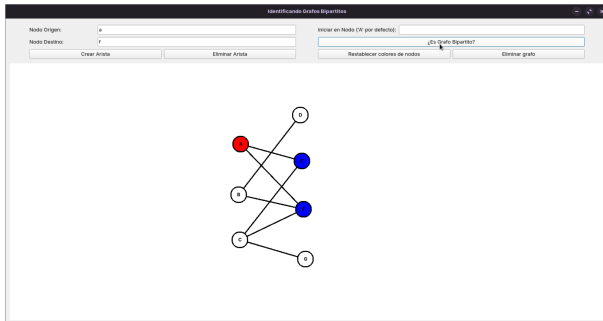 Identificando Grafos Bipartitos
Nodo Origen: a
Iniciar en Nodo ('A' por defecto):
Nodo Destino: f
¿Es Grafo Bipartito?
Crear Arista
Eliminar Arista
Restablecer colores de nodos
Eliminar grafo
D
A
B
C
G